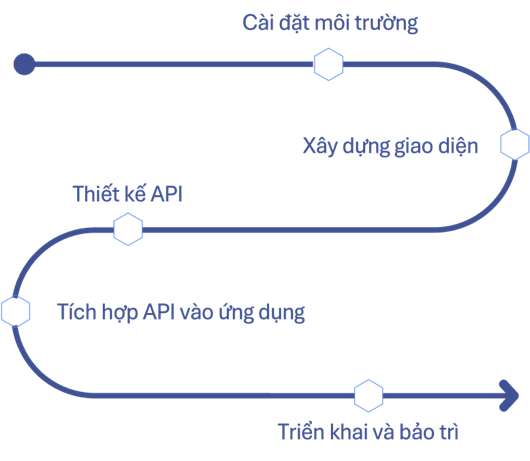 Cài đặt môi trường
Xây dựng giao diện
Thiết kế API
Tích hợp API vào ứng dụng
Triển khai và bảo trì